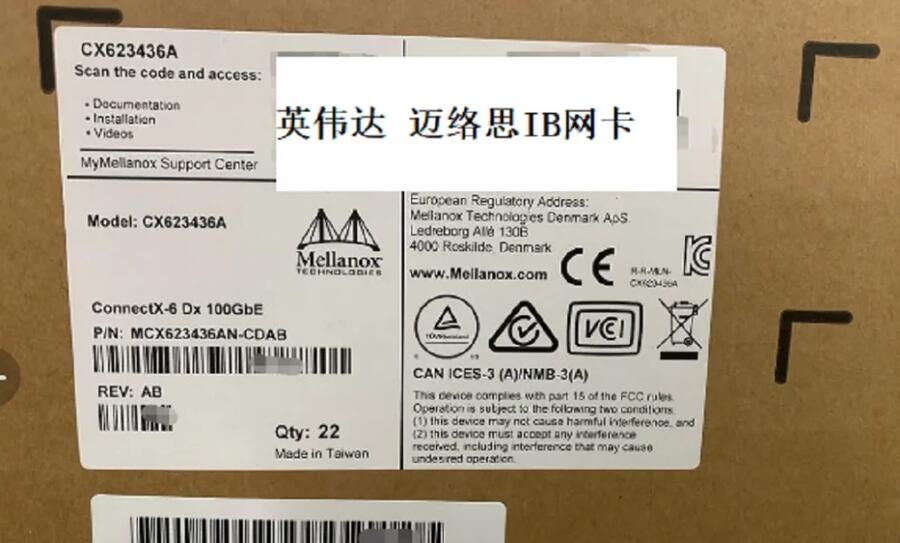 CX623436A
Scan the code and access:
• Documentation
• Installation
• Videos
MyMellanox Support Center
英伟达 迈络思IB网卡
Model: CX623436A
Mellanox
TECHNOLOGIES
ConnectX-6 Dx 100GbE
P/N: MCX623436AN-CDAB
REV: AB
Qty: 22
Made in Taiwan
European Regulatory Address:
Mellanox Technologies Denmark ApS
Ledreborg Allé 130B
4000 Roskilde, Denmark
www.Mellanox.com
CE
R-R-MLN-
CX623436A
TÜVRheinland
VCI
CAN ICES-3 (A)/NMB-3(A)
This device complies with part 15 of the FCC rules.
Operation is subject to the following two conditions:
(1) this device may not cause harmful interference, and
(2) this device must accept any interference
received, including interference that may cause
undesired operation.